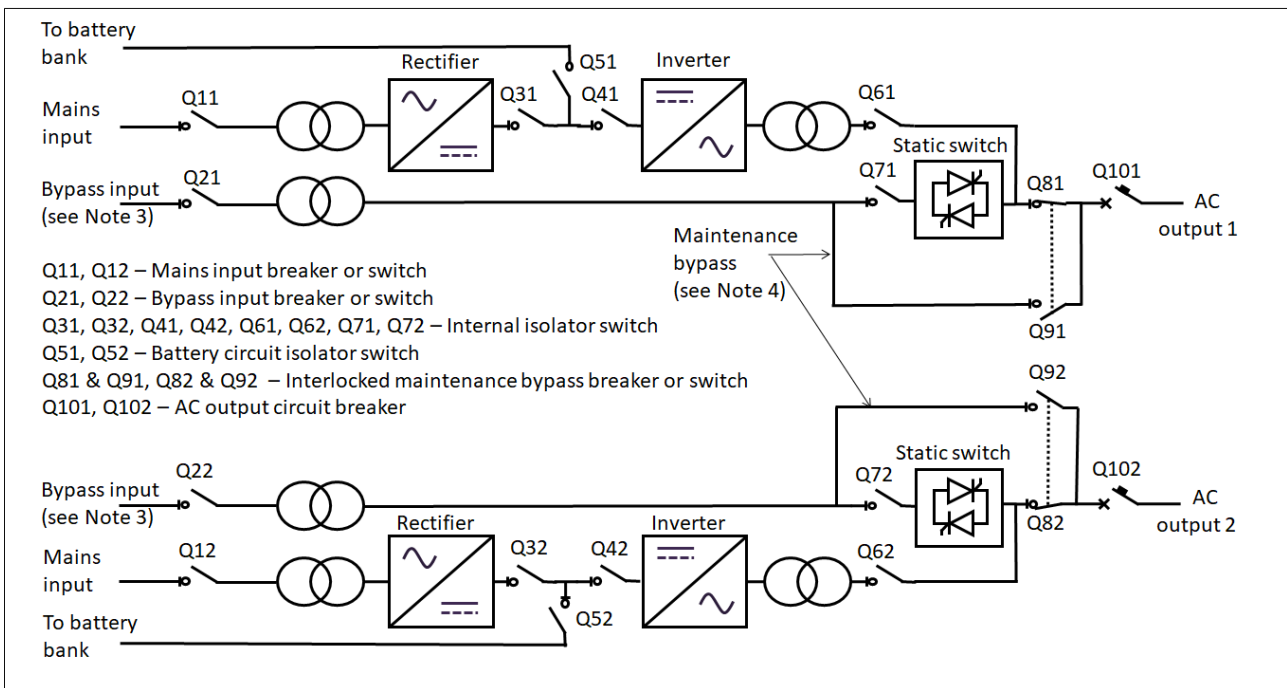 To battery
bank
Rectifier
Q51
Inverter
Mains
input
Q11
Q31
Q41
Q61
Static switch
Bypass input
(see Note 3)
Q21
Q71
Q81
Q101
AC
output 1
Maintenance
bypass
(see Note 4)
Q91
Q11, Q12 – Mains input breaker or switch
Q21, Q22 – Bypass input breaker or switch
Q31, Q32, Q41, Q42, Q61, Q62, Q71, Q72 – Internal isolator switch
Q51, Q52 – Battery circuit isolator switch
Q81 & Q91, Q82 & Q92 – Interlocked maintenance bypass breaker or switch
Q101, Q102 – AC output circuit breaker
Q92
Static switch
Bypass input
(see Note 3)
Q22
Q72
Q82
Q102
AC
output 2
Rectifier
Inverter
Mains
input
Q12
Q32
Q42
Q62
To battery
bank
Q52